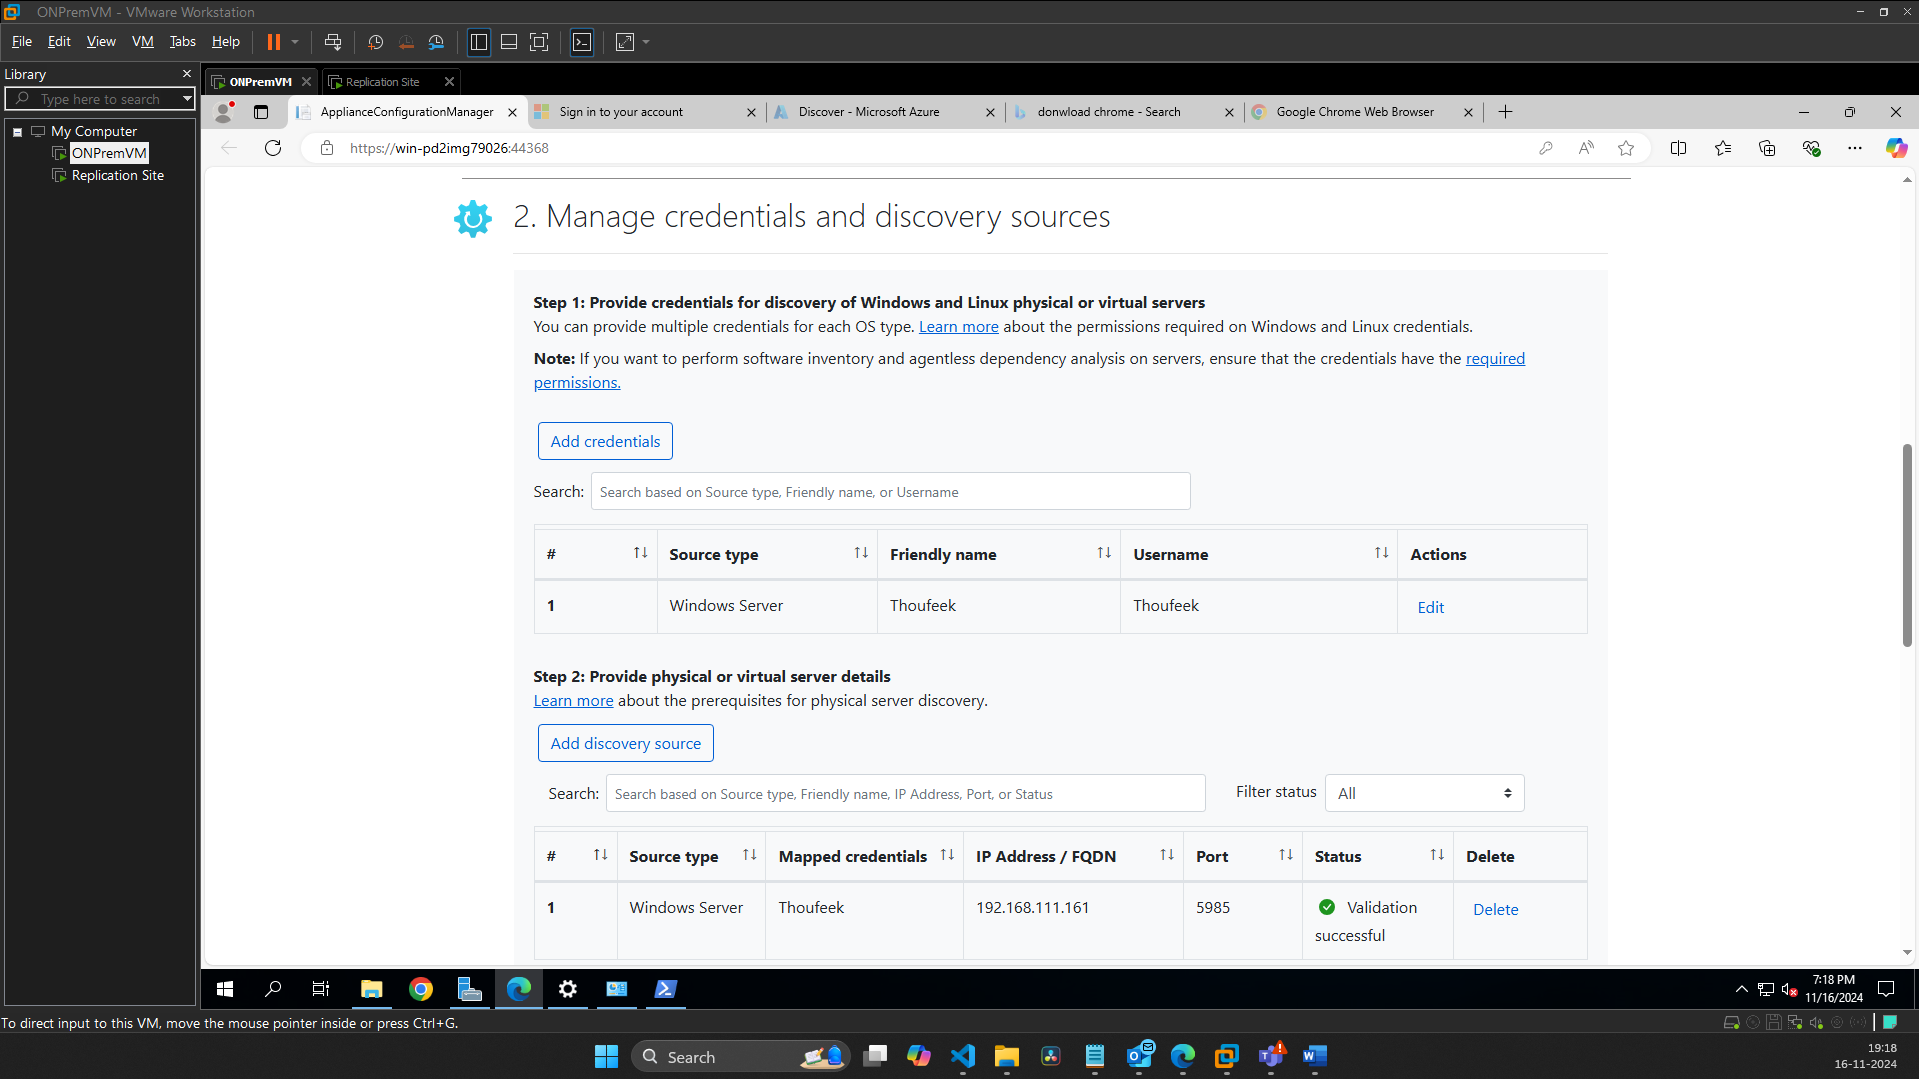 ONPremVM - VMware Workstation
File Edit View VM Tabs Help
Library
Type here to search
My Computer
ONPremVM
Replication Site
ONPremVM
Replication Site
ApplianceConfigurationManager
Sign in to your account
Discover - Microsoft Azure
donwload chrome - Search
Google Chrome Web Browser
https://win-pd2img79026:44368
2. Manage credentials and discovery sources
Step 1: Provide credentials for discovery of Windows and Linux physical or virtual servers
You can provide multiple credentials for each OS type. Learn more about the permissions required on Windows and Linux credentials.
Note: If you want to perform software inventory and agentless dependency analysis on servers, ensure that the credentials have the required
permissions.
Add credentials
Search: Search based on Source type, Friendly name, or Username
# Source type Friendly name Username Actions
1 Windows Server Thoufeek Thoufeek Edit
Step 2: Provide physical or virtual server details
Learn more about the prerequisites for physical server discovery.
Add discovery source
Search: Search based on Source type, Friendly name, IP Address, Port, or Status Filter status All
# Source type Mapped credentials IP Address / FQDN Port Status Delete
1 Windows Server Thoufeek 192.168.111.161 5985 Validation Delete
successful
7:18 PM
11/16/2024
To direct input to this VM, move the mouse pointer inside or press Ctrl+G.
Search
19:18
16-11-2024